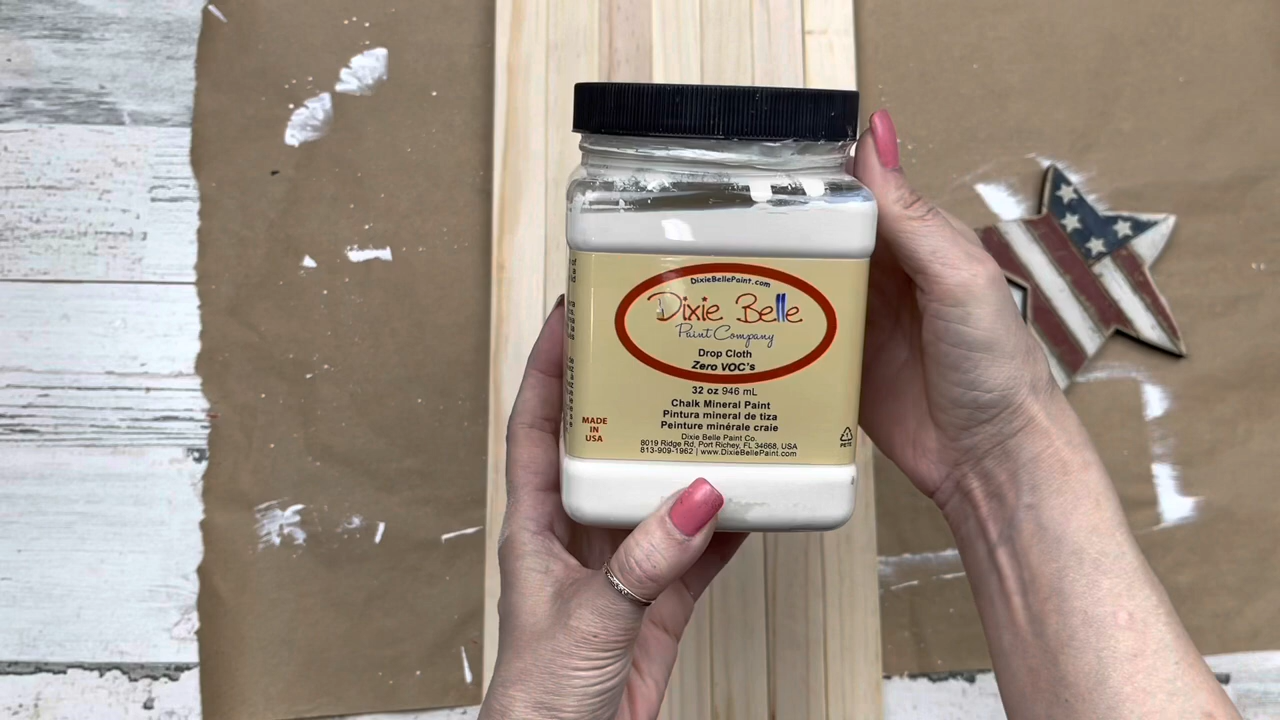 DixieBellePaint.com
Dixie Belle
Paint Company
Drop Cloth
Zero VOC's
32 oz 946 mL
Chalk Mineral Paint
Pintura mineral de tiza
Peinture minérale craie
Dixie Belle Paint Co.
8019 Ridge Rd, Port Richey, FL 34668, USA
813-909-1962 | www.DixieBellePaint.com
MADE
IN
USA
1
PETE